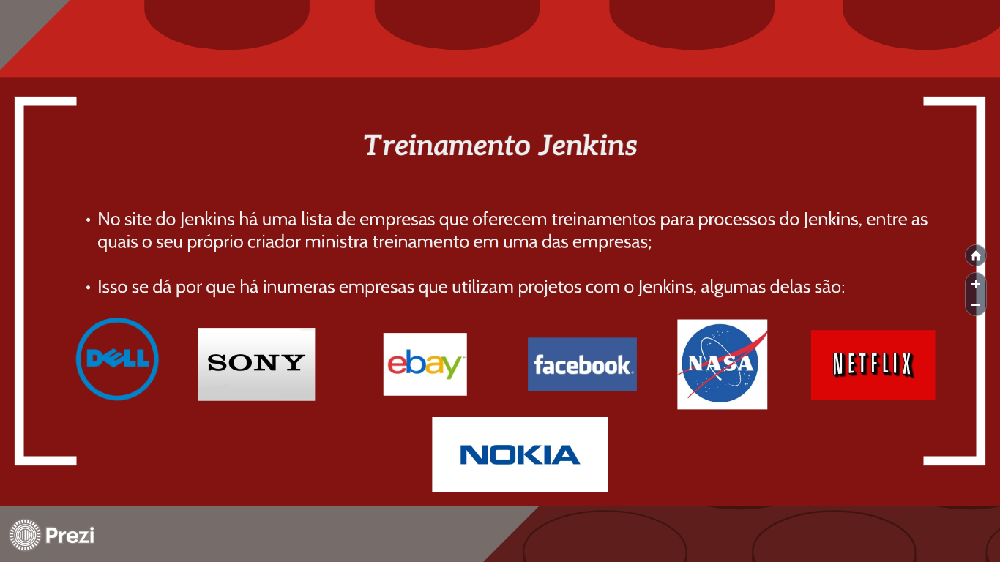 Treinamento Jenkins
• No site do Jenkins há uma lista de empresas que oferecem treinamentos para processos do Jenkins, entre as
quais o seu próprio criador ministra treinamento em uma das empresas;
• Isso se dá por que há inumeras empresas que utilizam projetos com o Jenkins, algumas delas são:
DELL
SONY
ebay
facebook
NASA
NETFLIX
NOKIA
Prezi